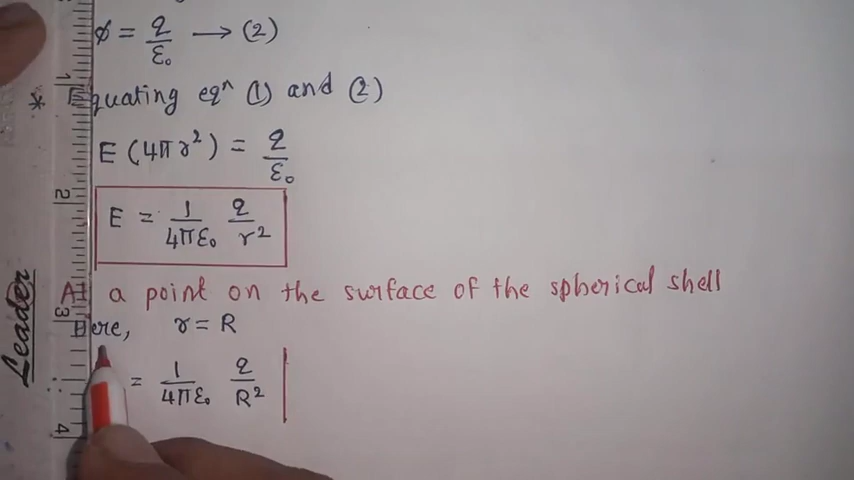 ϕ = q/ε₀ → (2)
* Equating eqⁿ (1) and (2)
E (4πr²) = q/ε₀
E = 1/4πε₀ q/r²
At a point on the surface of the spherical shell
Here, r = R
= 1/4πε₀ q/R²
Leader
1
2
3
4